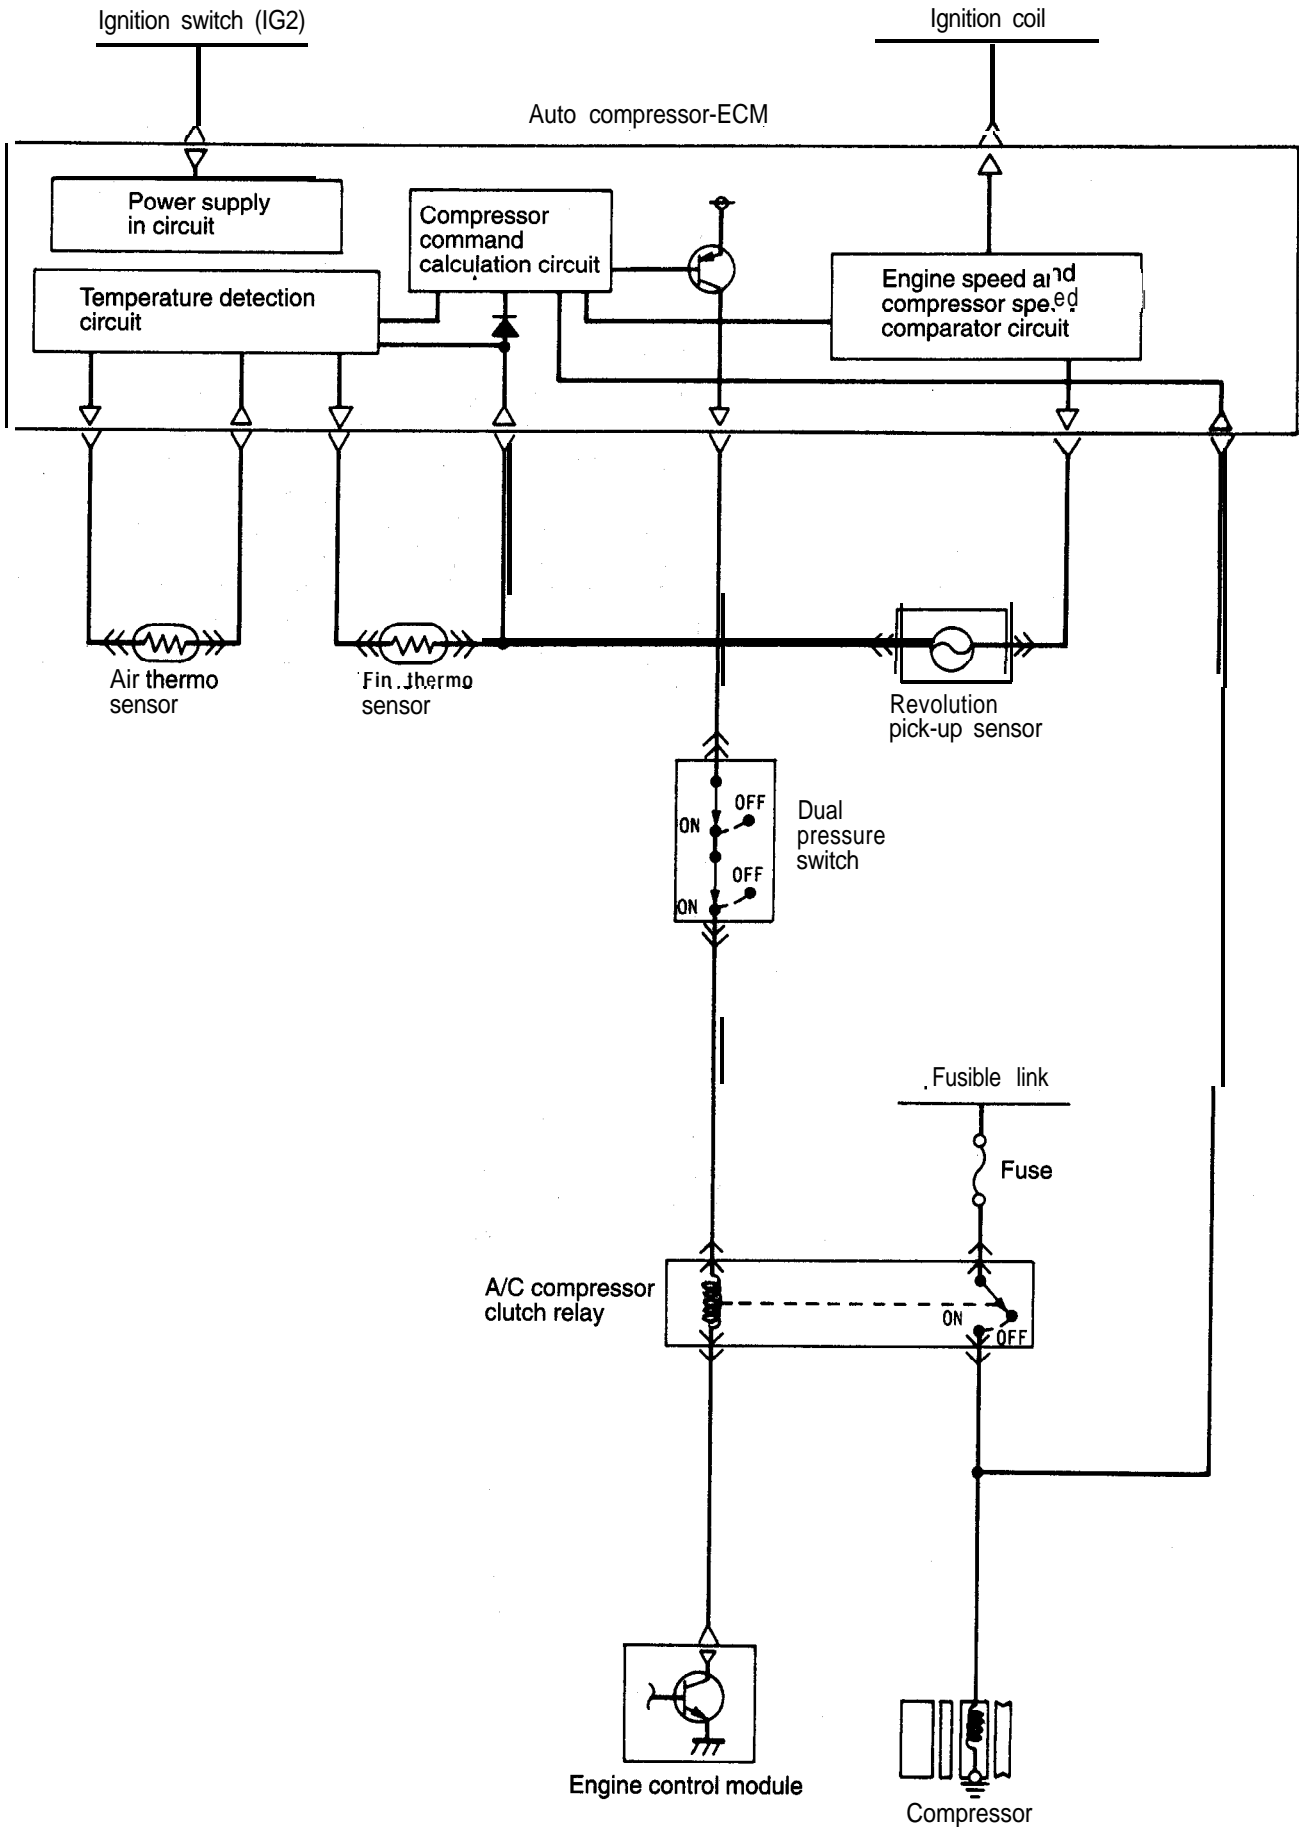 Ignition switch (IG2)
Ignition coil
Auto compressor-ECM
Power supply
in circuit
Compressor
command
calculation circuit
Engine speed and
compressor speed
comparator circuit
Temperature detection
circuit
Air thermo
sensor
Fin thermo
sensor
Revolution
pick-up sensor
OFF
ON
OFF
ON
Dual
pressure
switch
Fusible link
Fuse
A/C compressor
clutch relay
ON
OFF
Engine control module
Compressor